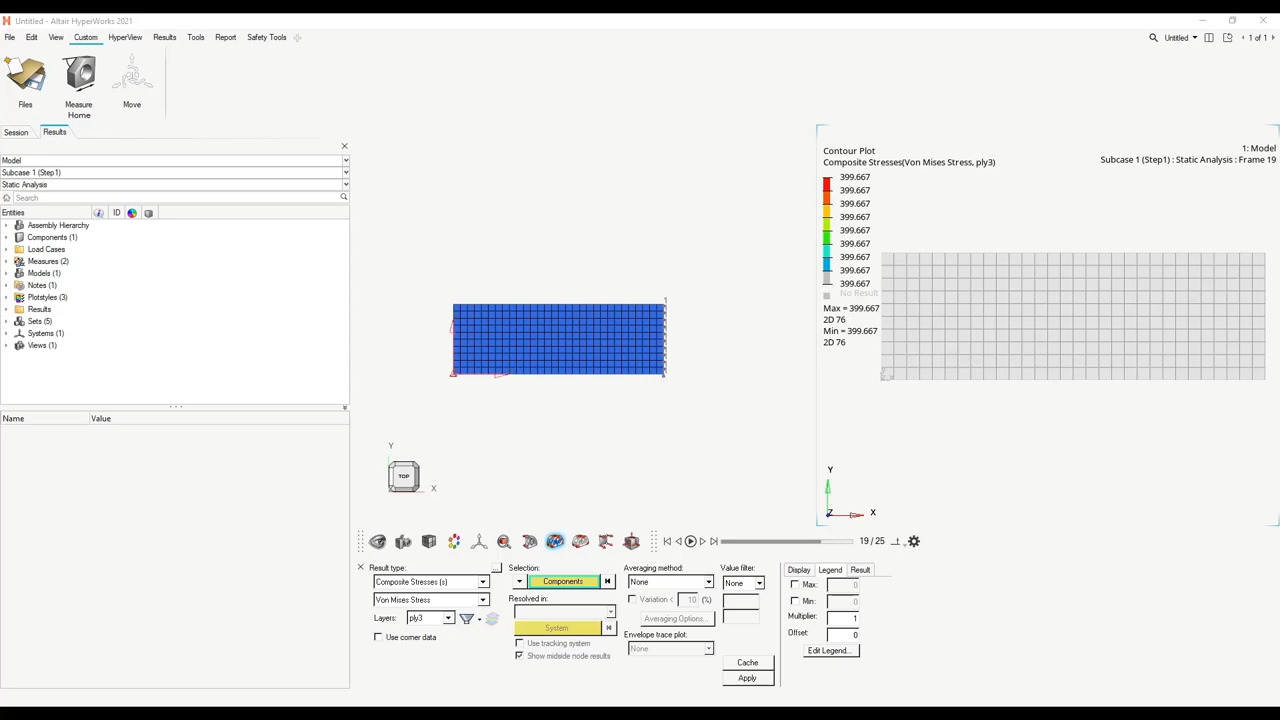 Untitled - Altair HyperWorks 2021
File Edit View Custom HyperView Results Tools Report Safety Tools
Untitled 1 of 1
Files Measure Move
Home
Session Results
Model
Subcase 1 (Step1)
Static Analysis
Search
Entities ID
Assembly Hierarchy
Components (1)
Load Cases
Measures (2)
Models (1)
Notes (1)
Plotstyles (3)
Results
Sets (5)
Systems (1)
Views (1)
Name Value
1
Y
TOP
X
Contour Plot
Composite Stresses(Von Mises Stress, ply3)
399.667
399.667
399.667
399.667
399.667
399.667
399.667
399.667
399.667
No Result
Max = 399.667
2D 76
Min = 399.667
2D 76
1: Model
Subcase 1 (Step1) : Static Analysis : Frame 19
Y
Z X
19 / 25
Result type:
Composite Stresses (s)
Von Mises Stress
Layers: ply3
Use corner data
Selection:
Components
Resolved in:
System
Use tracking system
Show midside node results
Averaging method:
None
Variation < 10 (%)
Averaging Options...
Envelope trace plot:
None
Value filter:
None
Cache
Apply
Display Legend Result
Max: 0
Min: 0
Multiplier: 1
Offset: 0
Edit Legend...